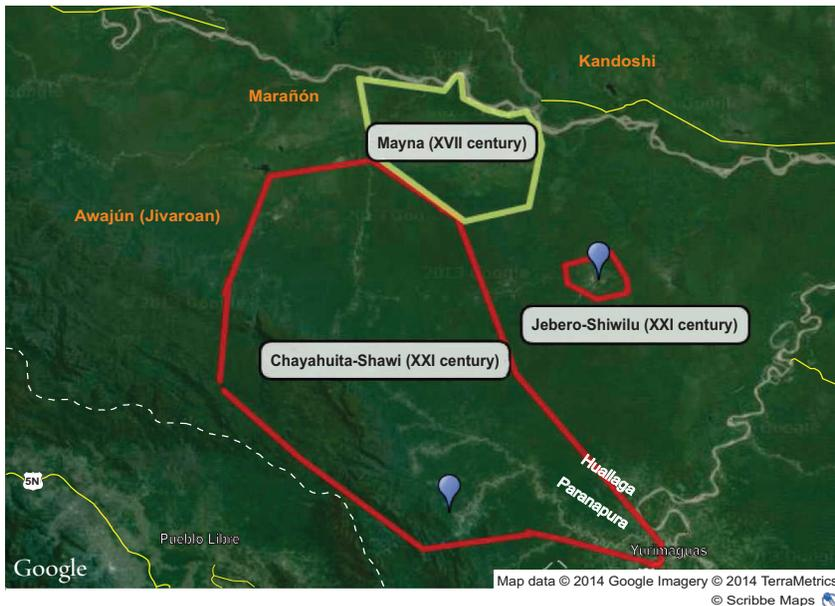 Kandoshi
Marañón
Mayna (XVII century)
Awajún (Jivaroan)
Jebero-Shiwilu (XXI century)
Chayahuita-Shawi (XXI century)
Huallaga
Paranapura
5N
Pueblo Libre
Yurimaguas
Google
Map data © 2014 Google Imagery © 2014 TerraMetrics
© Scribbe Maps